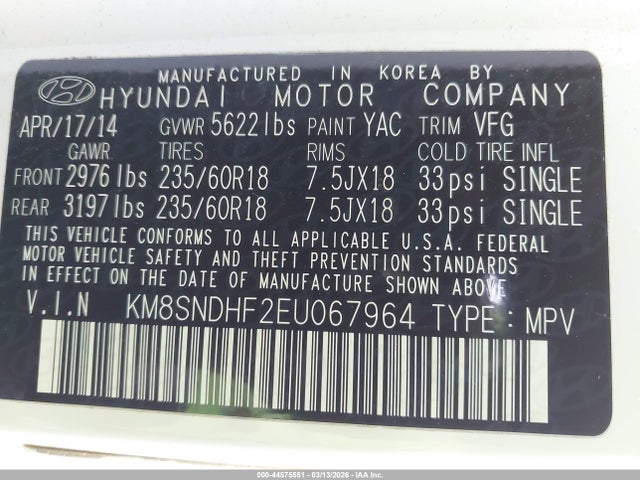 MANUFACTURED IN KOREA BY
HYUNDAI MOTOR COMPANY
APR/17/14 GVWR 5622lbs PAINT YAC TRIM VFG
GAWR TIRES RIMS COLD TIRE INFL
FRONT 2976lbs 235/60R18 7.5JX18 33psi SINGLE
REAR 3197lbs 235/60R18 7.5JX18 33psi SINGLE
THIS VEHICLE CONFORMS TO ALL APPLICABLE U.S.A. FEDERAL
MOTOR VEHICLE SAFETY AND THEFT PREVENTION STANDARDS
IN EFFECT ON THE DATE OF MANUFACTURE SHOWN ABOVE
V.I.N KM8SNDHF2EU067964 TYPE : MPV
000-44575551 - 03/13/2026 - IAA Inc.